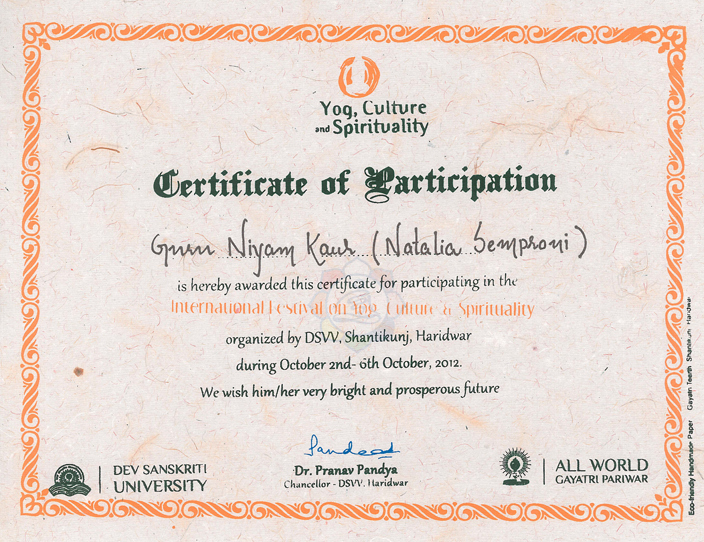 Yog, Culture
and Spirituality
Certificate of Participation
Guru Niyam Kaur (Natalia Semproni)
is hereby awarded this certificate for participating in the
International Festival on Yog, Culture & Spirituality
organized by DSVV, Shantikunj, Haridwar
during October 2nd- 6th October, 2012.
We wish him/her very bright and prosperous future
Dr. Pranav Pandya
Chancellor - DSVV, Haridwar
DEV SANSKRITI
UNIVERSITY
ALL WORLD
GAYATRI PARIWAR
Eco-friendly Handmade Paper Gayatri Teerth Shantikunj Haridwar